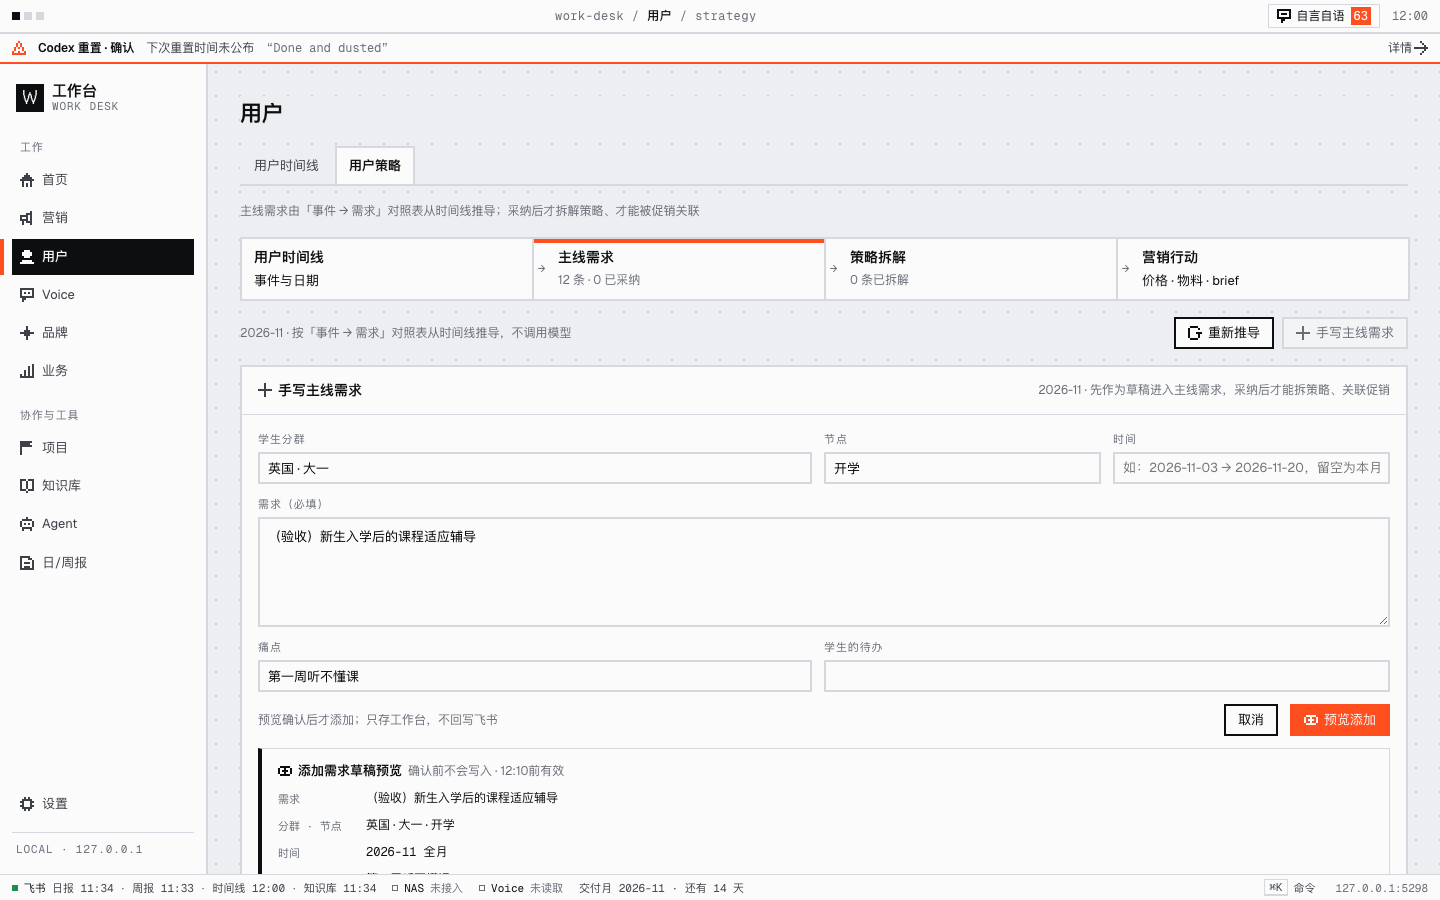 work-desk / 用户 / strategy
自言自语 63
12:00
Codex 重置 · 确认 下次重置时间未公布 “Done and dusted”
详情
W
工作台
WORK DESK
工作
首页
营销
用户
Voice
品牌
业务
协作与工具
项目
知识库
Agent
日/周报
设置
LOCAL · 127.0.0.1
用户
用户时间线
用户策略
主线需求由「事件 → 需求」对照表从时间线推导；采纳后才拆解策略、才能被促销关联
用户时间线
事件与日期
→
主线需求
12 条 · 0 已采纳
→
策略拆解
0 条已拆解
→
营销行动
价格 · 物料 · brief
2026-11 · 按「事件 → 需求」对照表从时间线推导，不调用模型
重新推导
手写主线需求
手写主线需求
2026-11 · 先作为草稿进入主线需求，采纳后才能拆策略、关联促销
学生分群
英国 · 大一
节点
开学
时间
如：2026-11-03 → 2026-11-20，留空为本月
需求（必填）
（验收）新生入学后的课程适应辅导
痛点
第一周听不懂课
学生的待办
预览确认后才添加；只存工作台，不回写飞书
取消
预览添加
添加需求草稿预览 确认前不会写入 · 12:10前有效
需求 （验收）新生入学后的课程适应辅导
分群 · 节点 英国 · 大一 · 开学
时间 2026-11 全月
飞书 日报 11:34 · 周报 11:33 · 时间线 12:00 · 知识库 11:34
NAS 未接入
Voice 未读取
交付月 2026-11 · 还有 14 天
⌘K 命令
127.0.0.1:5298